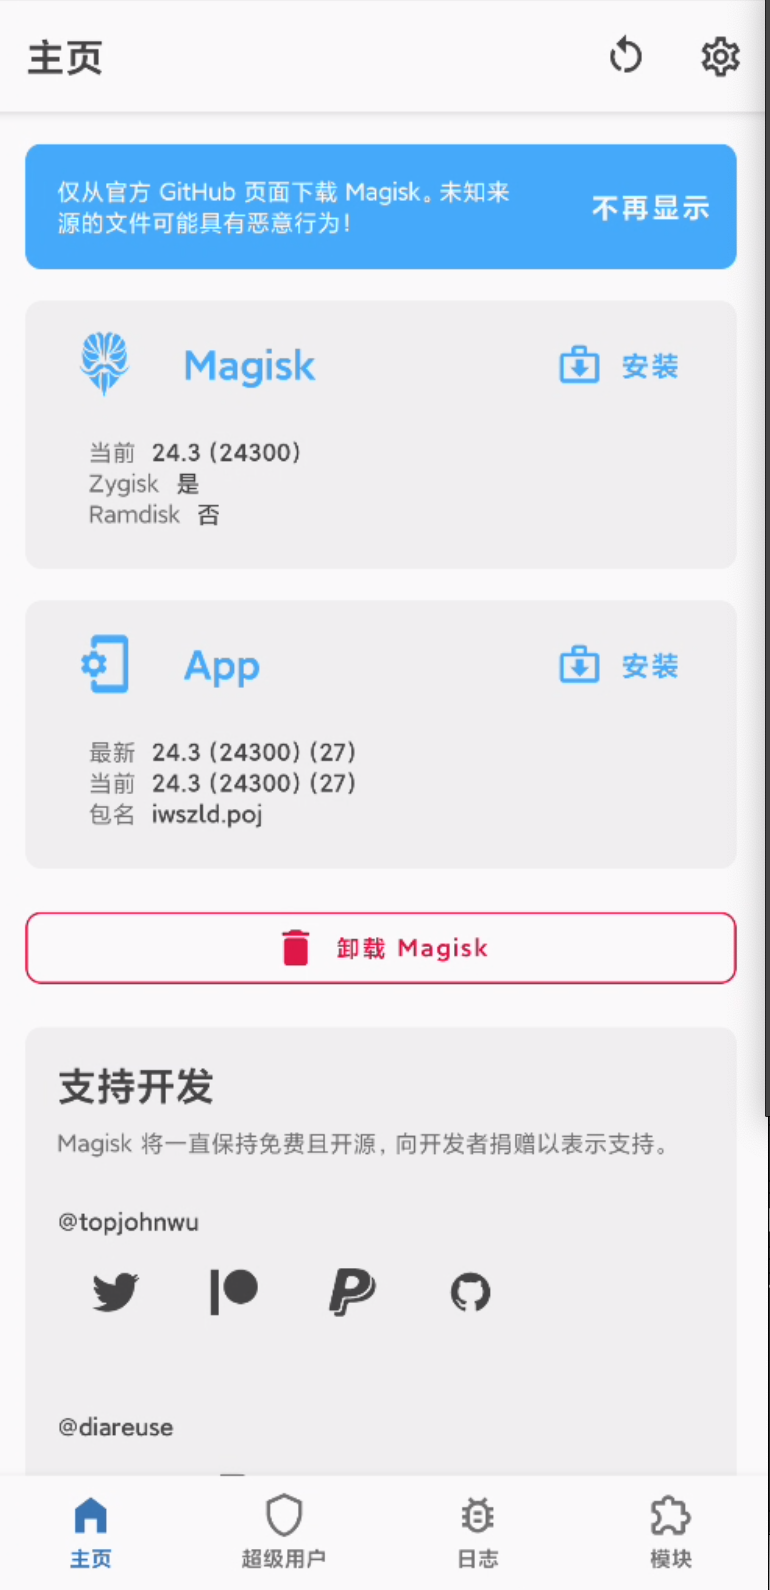 主页
仅从官方 GitHub 页面下载 Magisk。未知来
源的文件可能具有恶意行为！
不再显示
Magisk
安装
当前 24.3 (24300)
Zygisk 是
Ramdisk 否
App
安装
最新 24.3 (24300) (27)
当前 24.3 (24300) (27)
包名 iwszld.poj
卸载 Magisk
支持开发
Magisk 将一直保持免费且开源，向开发者捐赠以表示支持。
@topjohnwu
@diareuse
主页
超级用户
日志
模块